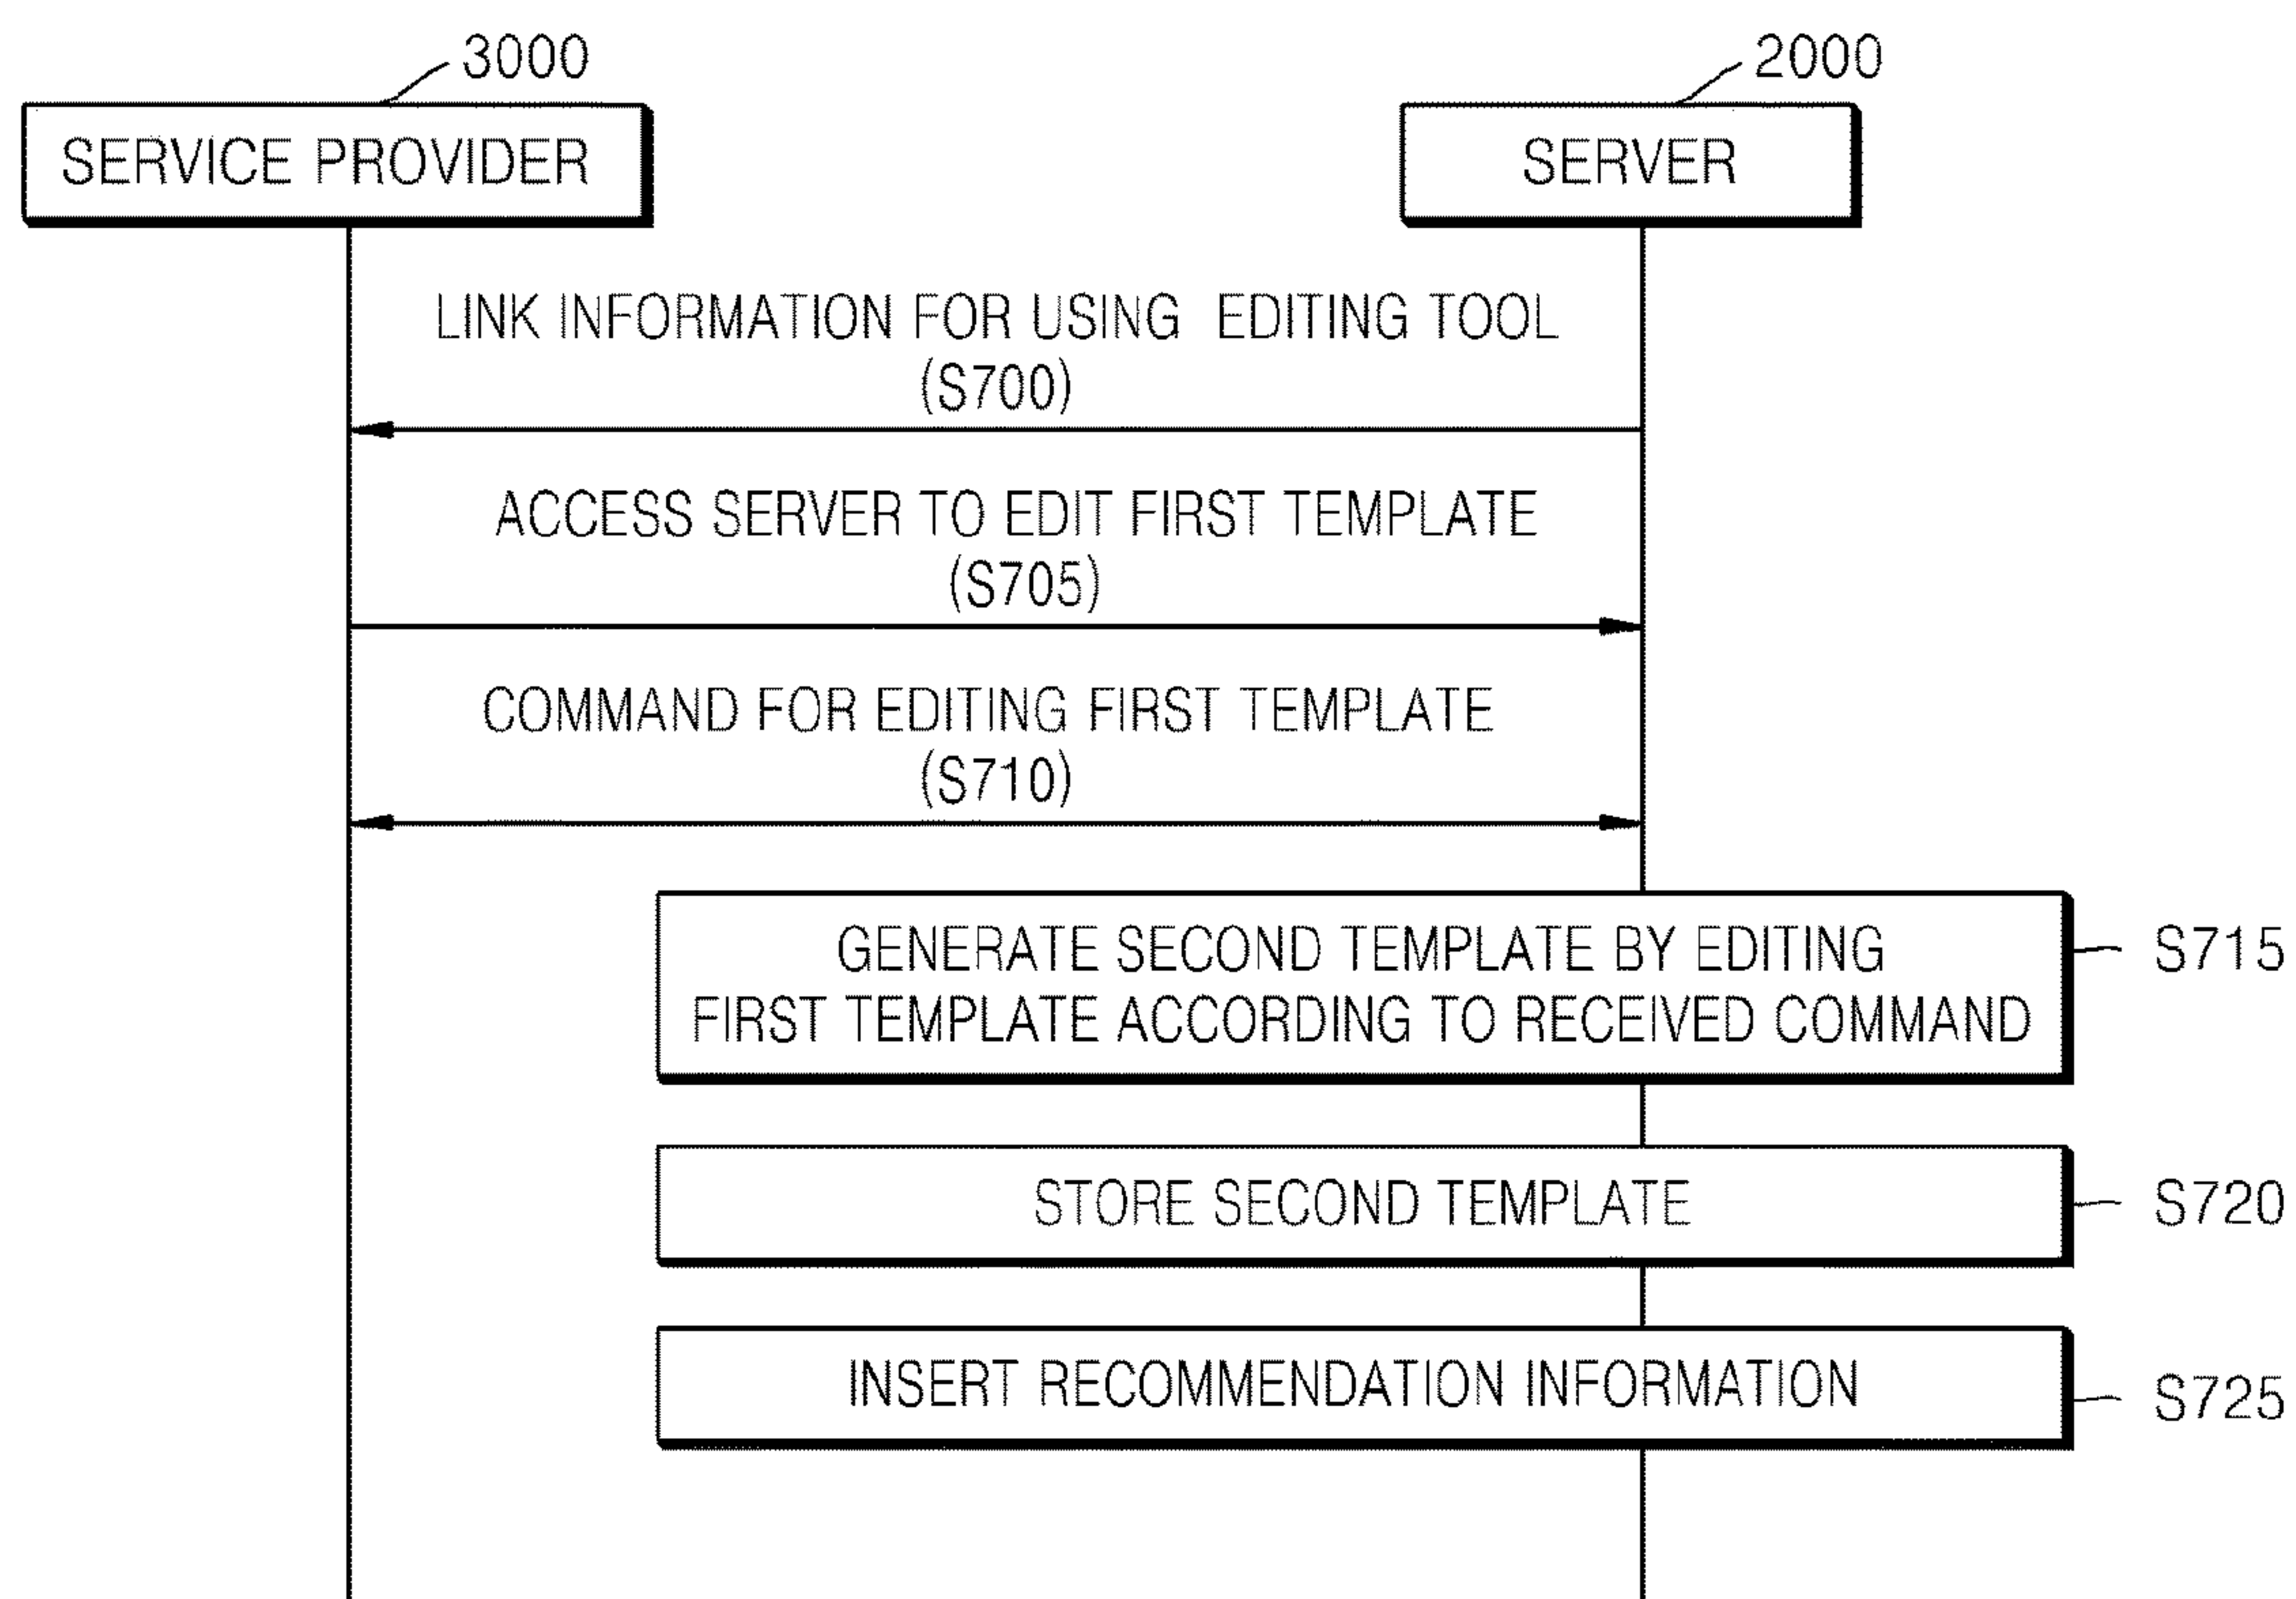 3000
2000
SERVICE PROVIDER
SERVER
LINK INFORMATION FOR USING EDITING TOOL
(S700)
ACCESS SERVER TO EDIT FIRST TEMPLATE
(S705)
COMMAND FOR EDITING FIRST TEMPLATE
(S710)
GENERATE SECOND TEMPLATE BY EDITING
FIRST TEMPLATE ACCORDING TO RECEIVED COMMAND
S715
STORE SECOND TEMPLATE
S720
INSERT RECOMMENDATION INFORMATION
S725